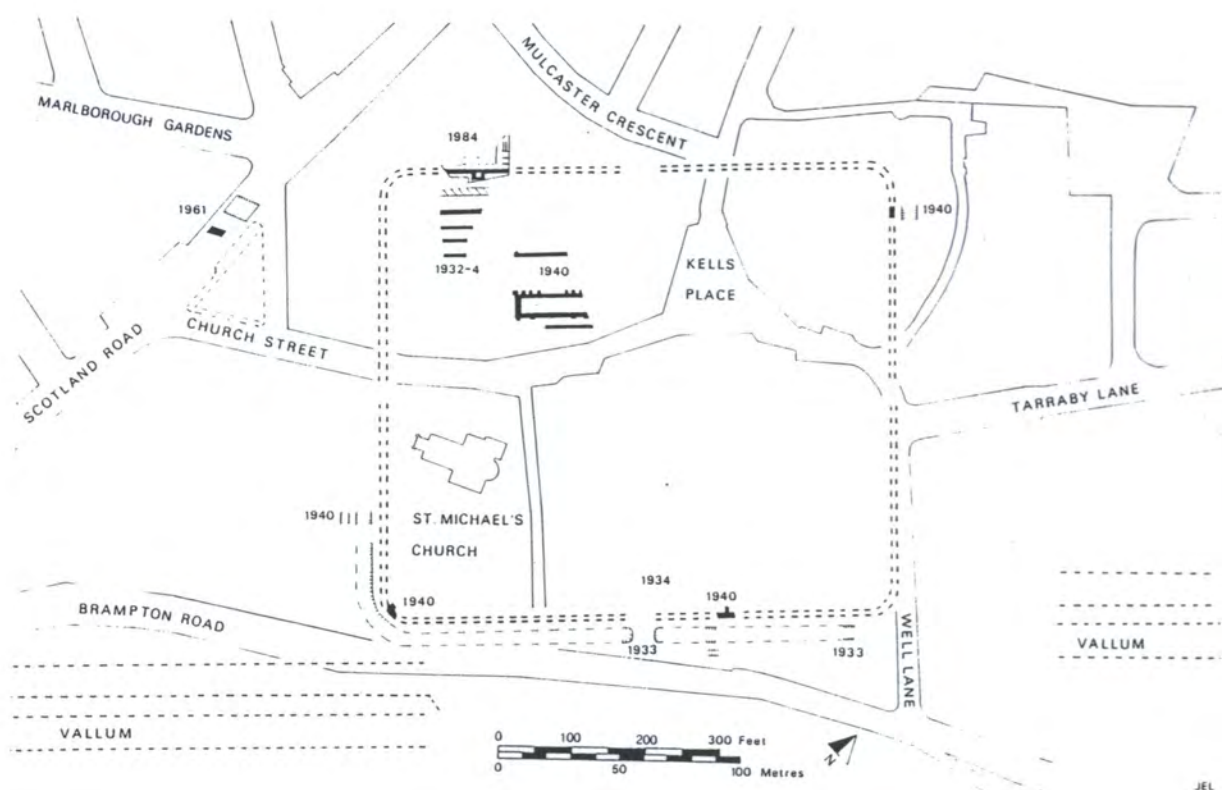 MULCASTER CRESCENT
MARLBOROUGH GARDENS
1984
1961
1940
1932-4
1940
KELLS
PLACE
CHURCH STREET
SCOTLAND ROAD
TARRABY LANE
1940
ST. MICHAEL'S
CHURCH
1934
1940
1940
BRAMPTON ROAD
1933
1933
WELL LANE
VALLUM
VALLUM
0 100 200 300 Feet
0 50 100 Metres
N
JEL